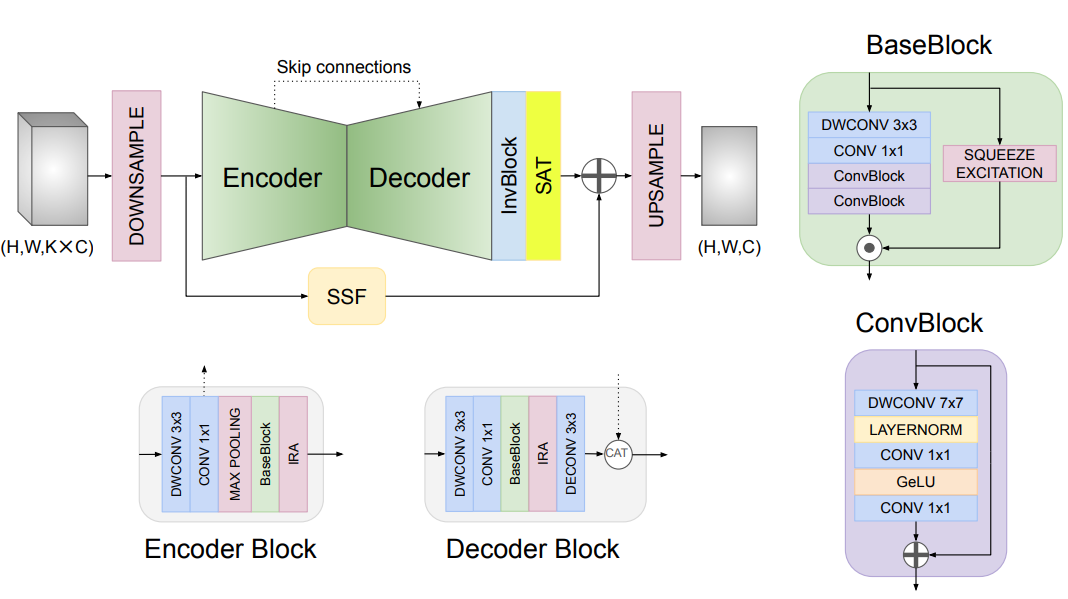 BaseBlock
Skip connections
DOWNSAMPLE
Encoder
Decoder
InvBlock
SAT
UPSAMPLE
(H,W,K×C)
(H,W,C)
SSF
DWCONV 3x3
CONV 1x1
ConvBlock
ConvBlock
SQUEEZE
EXCITATION
ConvBlock
DWCONV 7x7
LAYERNORM
CONV 1x1
GeLU
CONV 1x1
DWCONV 3x3
CONV 1x1
MAX POOLING
BaseBlock
IRA
Encoder Block
DWCONV 3x3
CONV 1x1
BaseBlock
IRA
DECONV 3x3
CAT
Decoder Block